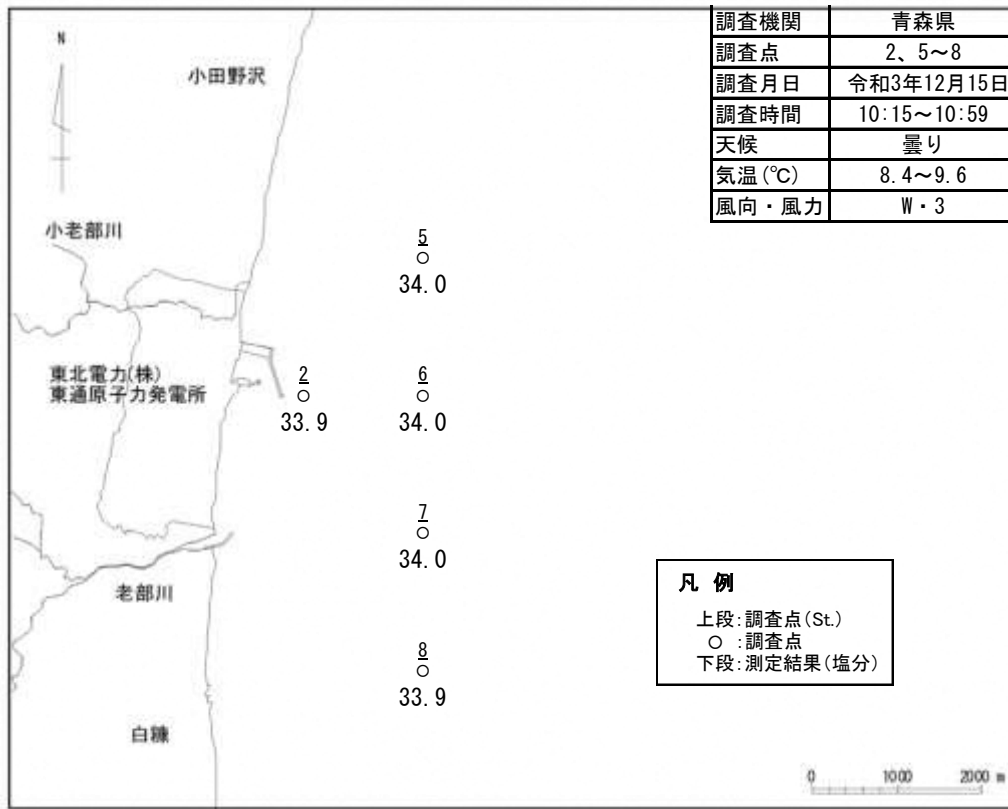 調査機関 青森県
調査点 2、5～8
調査月日 令和3年12月15日
調査時間 10:15～10:59
天候 曇り
気温(℃) 8.4～9.6
風向・風力 W・3
N
小田野沢
小老部川
5
34.0
東北電力(株)
東通原子力発電所
2
33.9
6
34.0
7
34.0
老部川
8
33.9
白糠
凡 例
上段:調査点(St.)
○ :調査点
下段:測定結果(塩分)
0 1000 2000 m